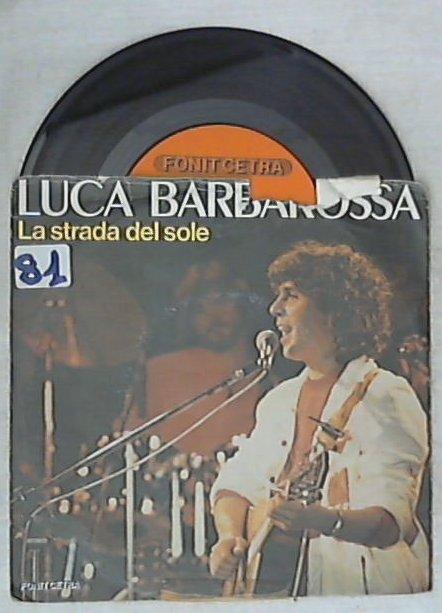 FONIT CETRA
LUCA BARBAROSSA
La strada del sole
81
FONIT CETRA